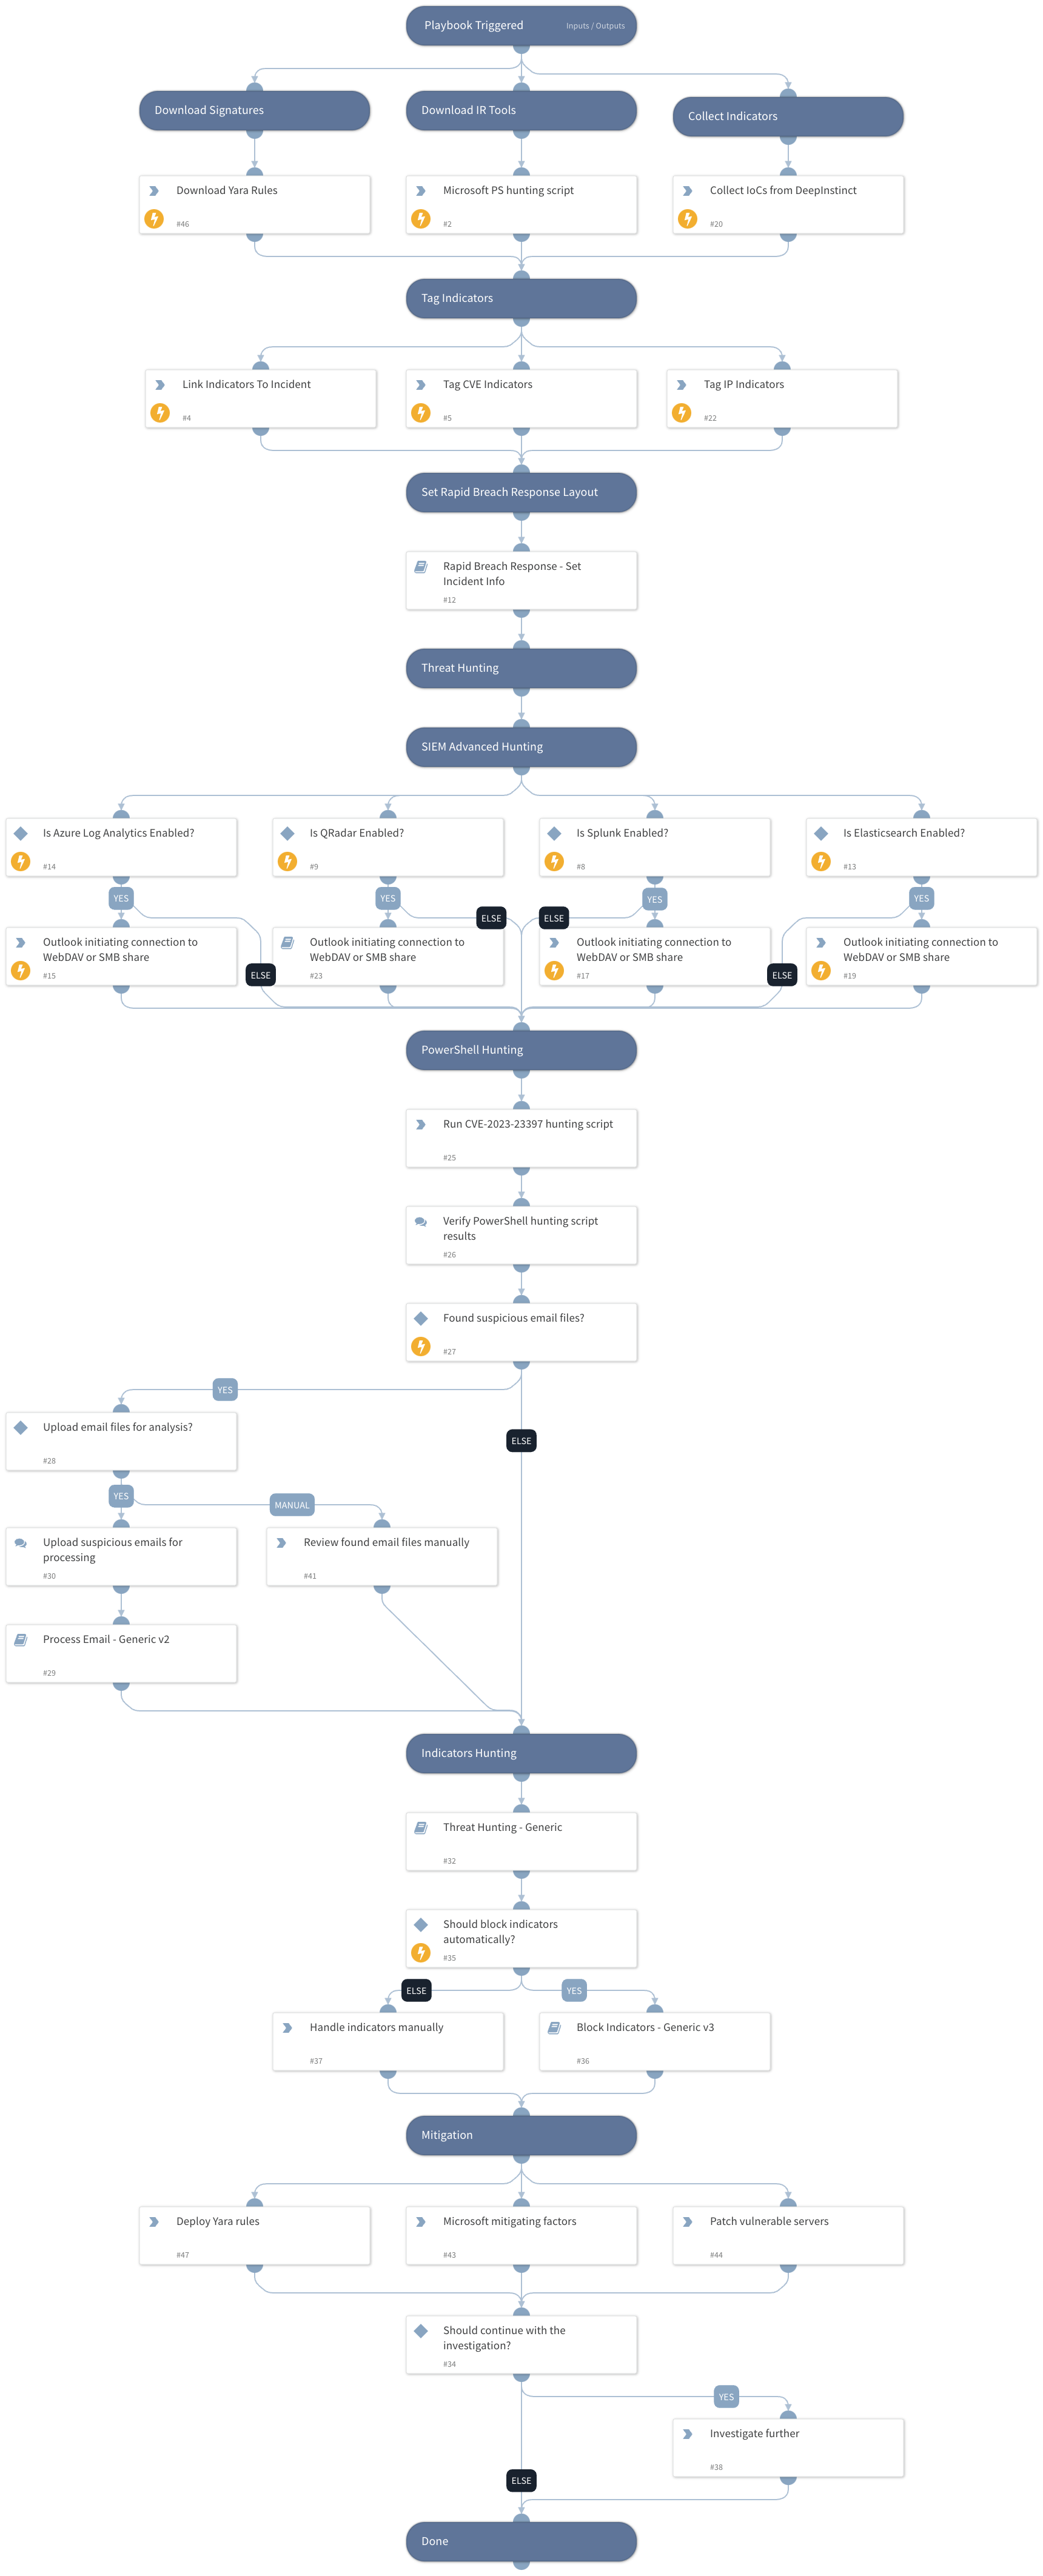 Playbook Triggered
Inputs / Outputs
Download Signatures
Download IR Tools
Collect Indicators
Download Yara Rules
#46
Microsoft PS hunting script
#2
Collect IoCs from DeepInstinct
#20
Tag Indicators
Link Indicators To Incident
#4
Tag CVE Indicators
#5
Tag IP Indicators
#22
Set Rapid Breach Response Layout
Rapid Breach Response - Set
Incident Info
#12
Threat Hunting
SIEM Advanced Hunting
Is Azure Log Analytics Enabled?
#14
Is QRadar Enabled?
#9
Is Splunk Enabled?
#8
Is Elasticsearch Enabled?
#13
YES
YES
YES
YES
ELSE
ELSE
Outlook initiating connection to
WebDAV or SMB share
#15
Outlook initiating connection to
WebDAV or SMB share
#23
Outlook initiating connection to
WebDAV or SMB share
#17
Outlook initiating connection to
WebDAV or SMB share
#19
ELSE
ELSE
PowerShell Hunting
Run CVE-2023-23397 hunting script
#25
Verify PowerShell hunting script
results
#26
Found suspicious email files?
#27
YES
ELSE
Upload email files for analysis?
#28
YES
MANUAL
Upload suspicious emails for
processing
#30
Review found email files manually
#41
Process Email - Generic v2
#29
Indicators Hunting
Threat Hunting - Generic
#32
Should block indicators
automatically?
#35
ELSE
YES
Handle indicators manually
#37
Block Indicators - Generic v3
#36
Mitigation
Deploy Yara rules
#47
Microsoft mitigating factors
#43
Patch vulnerable servers
#44
Should continue with the
investigation?
#34
YES
Investigate further
#38
ELSE
Done